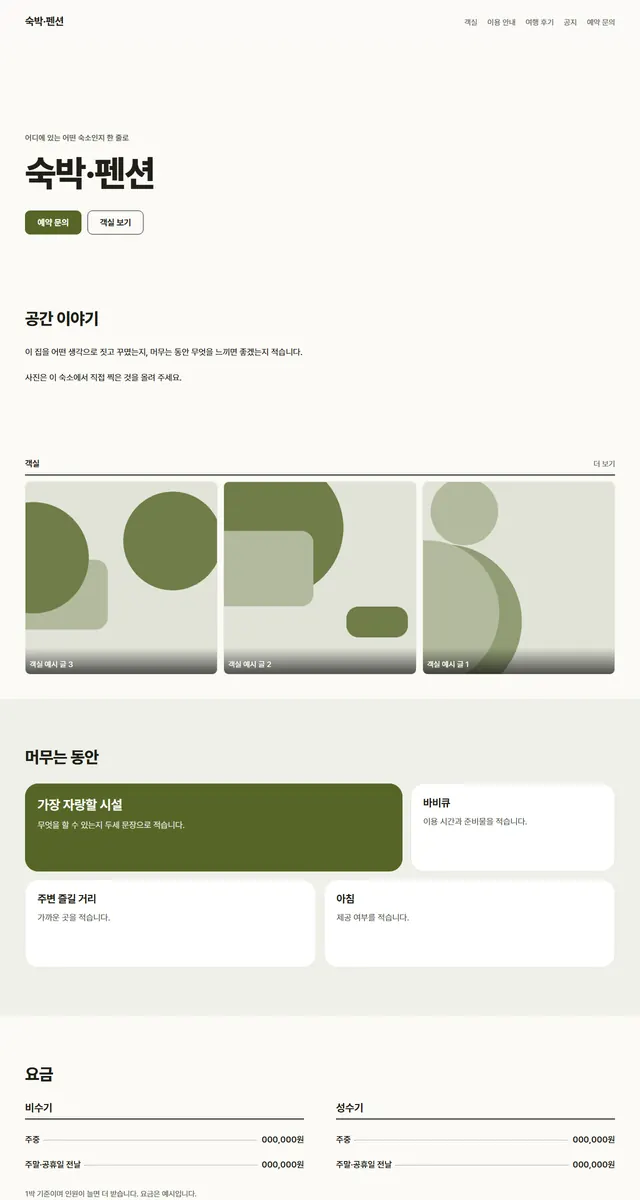 숙박·펜션
객실 이용 안내 여행 후기 공지 예약 문의
어디에 있는 어떤 숙소인지 한 줄로
숙박·펜션
예약 문의 객실 보기
공간 이야기
이 집을 어떤 생각으로 짓고 꾸몄는지, 머무는 동안 무엇을 느끼면 좋겠는지 적습니다.
사진은 이 숙소에서 직접 찍은 것을 올려 주세요.
객실 더 보기
객실 예시 글 3
객실 예시 글 2
객실 예시 글 1
머무는 동안
가장 자랑할 시설
무엇을 할 수 있는지 두세 문장으로 적습니다.
바비큐
이용 시간과 준비물을 적습니다.
주변 즐길 거리
가까운 곳을 적습니다.
아침
제공 여부를 적습니다.
요금
비수기
주중 000,000원
주말·공휴일 전날 000,000원
성수기
주중 000,000원
주말·공휴일 전날 000,000원
1박 기준이며 인원이 늘면 더 받습니다. 요금은 예시입니다.